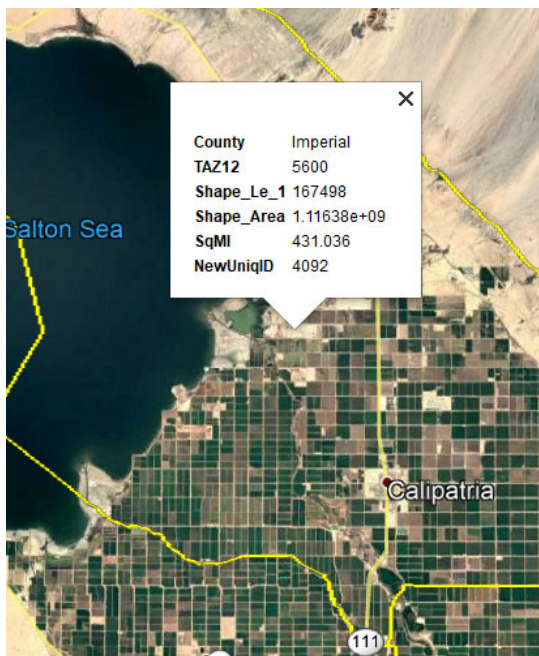 County Imperial
TAZ12 5600
Shape_Le_1 167498
Shape_Area 1.11638e+09
SqMI 431.036
NewUniqID 4092
Salton Sea
Calipatria
111